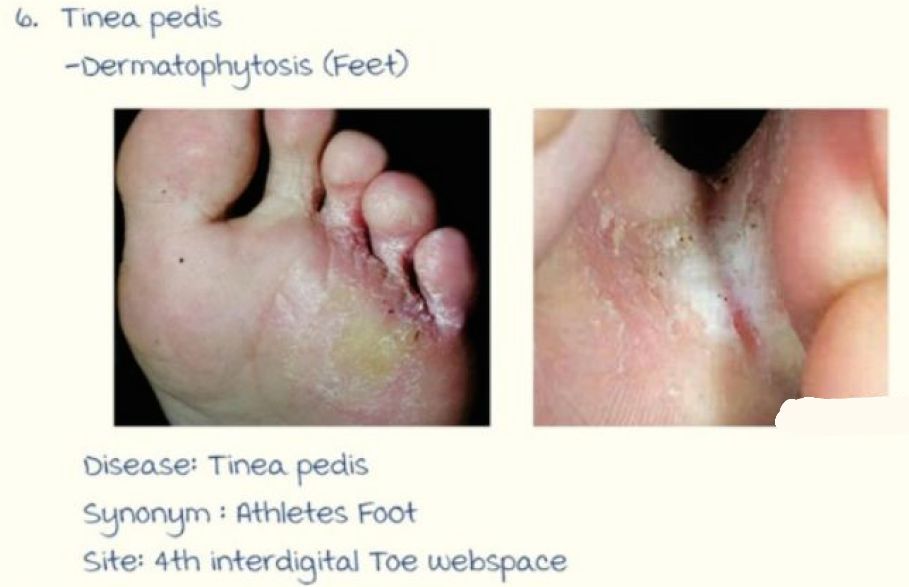 6. Tinea pedis
-Dermatophytosis (Feet)
Disease: Tinea pedis
Synonym : Athletes Foot
Site: 4th interdigital Toe webspace